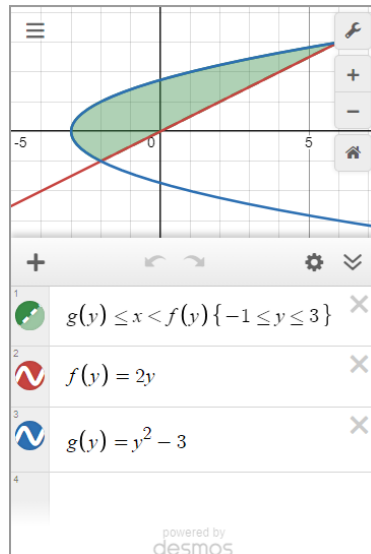 -5
0
5
1
g(y) ≤ x < f(y) {−1 ≤ y ≤ 3}
2
f(y) = 2y
3
g(y) = y² − 3
4
powered by
desmos